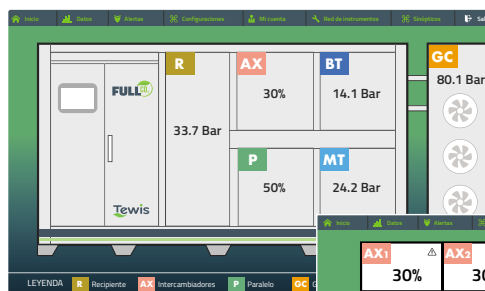 Inicio Datos Alertas Configuraciones Mi cuenta Red de instrumentos Sinópticos Sal
R AX BT GC
FULL
30% 14.1 Bar 80.1 Bar
33.7 Bar
P MT
50% 24.2 Bar
Tewis
Inicio Datos Alertas
AX1 AX2
30% 30
LEYENDA R Recipiente AX Intercambiadores P Paralelo GC G